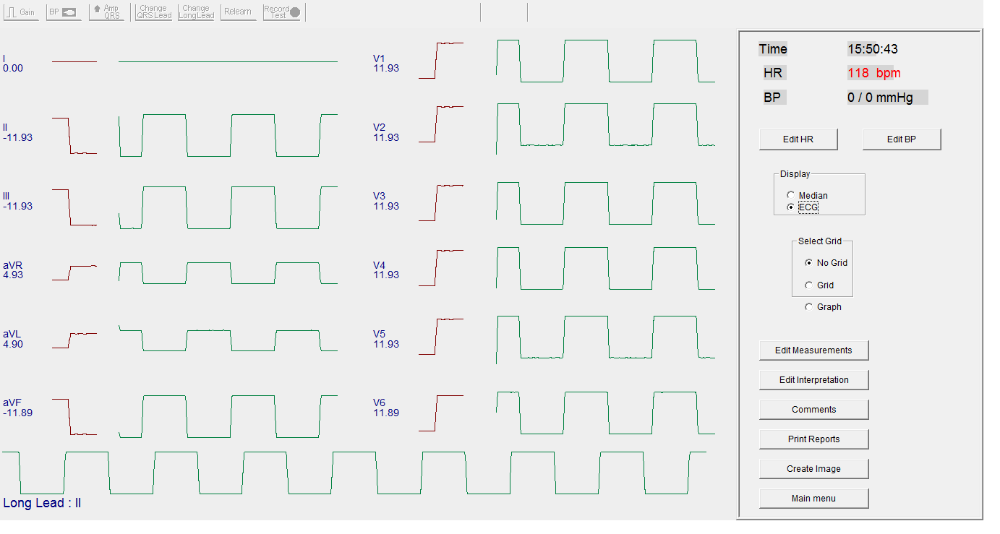 Gain
BP
Amp
QRS
Change
QRS Lead
Change
Long Lead
Relearn
Record
Test
I
0.00
II
-11.93
III
-11.93
aVR
4.93
aVL
4.90
aVF
-11.89
V1
11.93
V2
11.93
V3
11.93
V4
11.93
V5
11.93
V6
11.89
Long Lead : II
Time 15:50:43
HR 118 bpm
BP 0 / 0 mmHg
Edit HR Edit BP
Display
Median
ECG
Select Grid
No Grid
Grid
Graph
Edit Measurements
Edit Interpretation
Comments
Print Reports
Create Image
Main menu